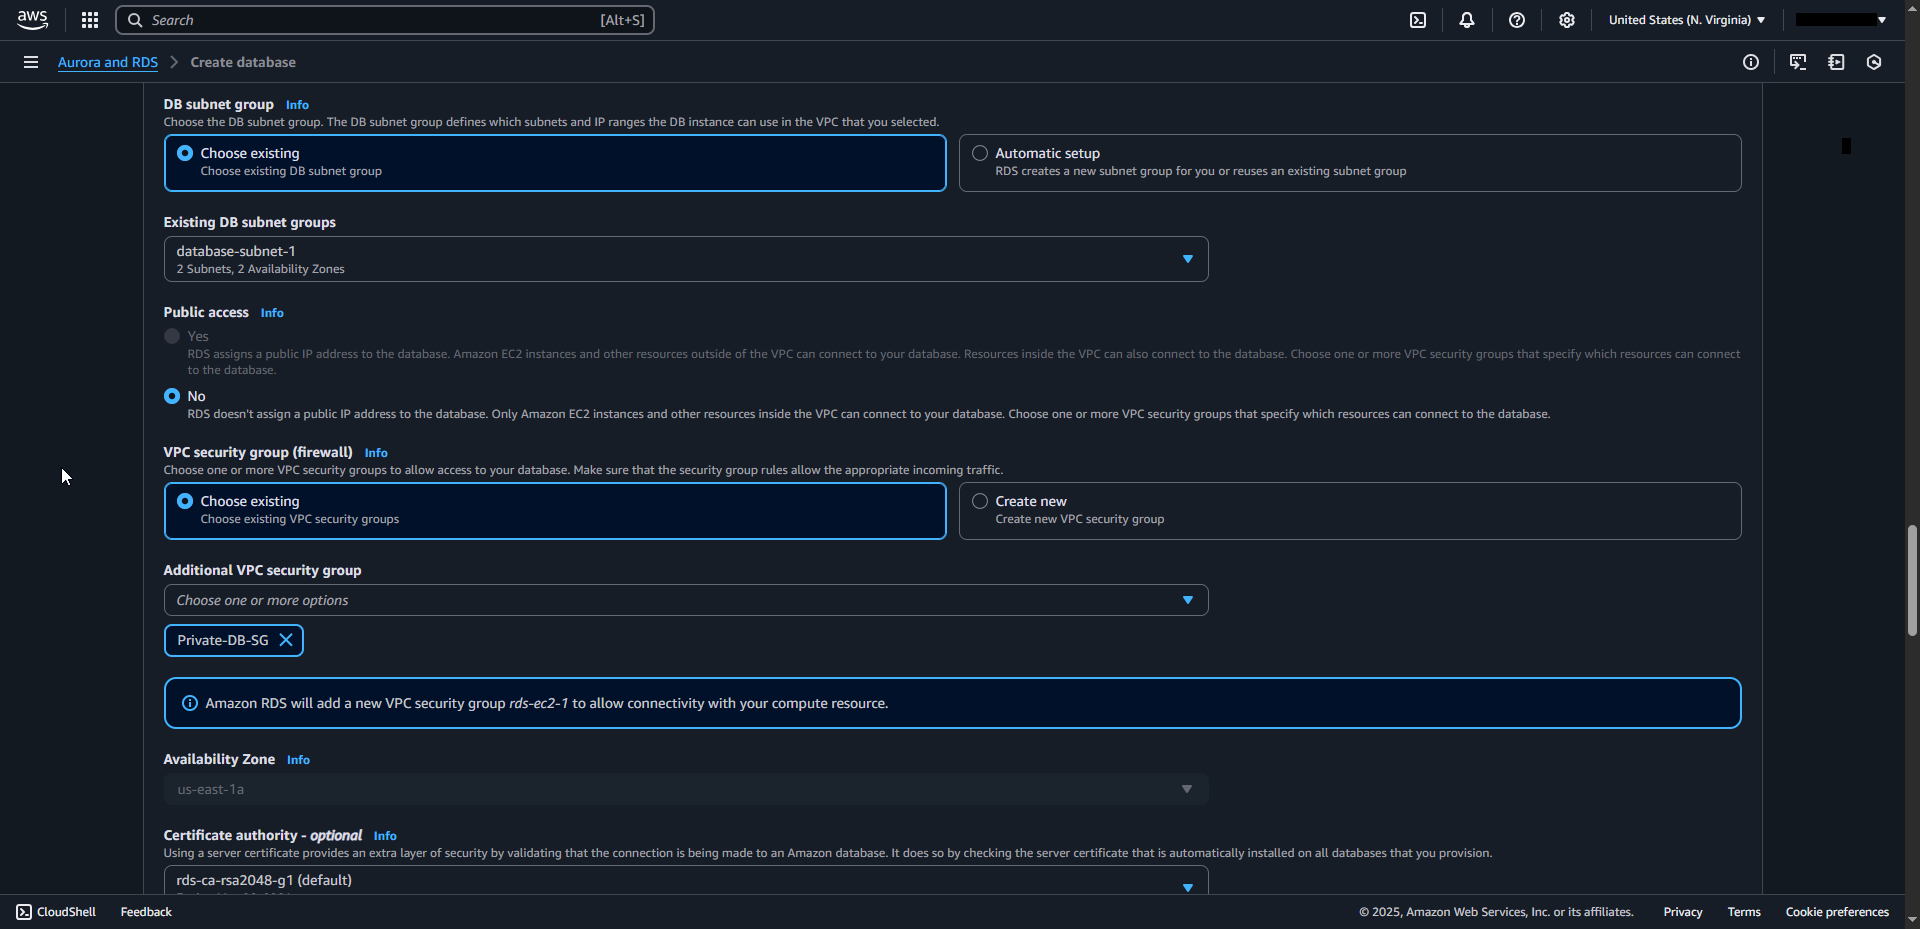 aws
Search
[Alt+S]
United States (N. Virginia)
Aurora and RDS
Create database
DB subnet group Info
Choose the DB subnet group. The DB subnet group defines which subnets and IP ranges the DB instance can use in the VPC that you selected.
Choose existing
Choose existing DB subnet group
Automatic setup
RDS creates a new subnet group for you or reuses an existing subnet group
Existing DB subnet groups
database-subnet-1
2 Subnets, 2 Availability Zones
Public access Info
Yes
RDS assigns a public IP address to the database. Amazon EC2 instances and other resources outside of the VPC can connect to your database. Resources inside the VPC can also connect to the database. Choose one or more VPC security groups that specify which resources can connect
to the database.
No
RDS doesn't assign a public IP address to the database. Only Amazon EC2 instances and other resources inside the VPC can connect to your database. Choose one or more VPC security groups that specify which resources can connect to the database.
VPC security group (firewall) Info
Choose one or more VPC security groups to allow access to your database. Make sure that the security group rules allow the appropriate incoming traffic.
Choose existing
Choose existing VPC security groups
Create new
Create new VPC security group
Additional VPC security group
Choose one or more options
Private-DB-SG
Amazon RDS will add a new VPC security group rds-ec2-1 to allow connectivity with your compute resource.
Availability Zone Info
us-east-1a
Certificate authority - optional Info
Using a server certificate provides an extra layer of security by validating that the connection is being made to an Amazon database. It does so by checking the server certificate that is automatically installed on all databases that you provision.
rds-ca-rsa2048-g1 (default)
CloudShell
Feedback
© 2025, Amazon Web Services, Inc. or its affiliates.
Privacy
Terms
Cookie preferences